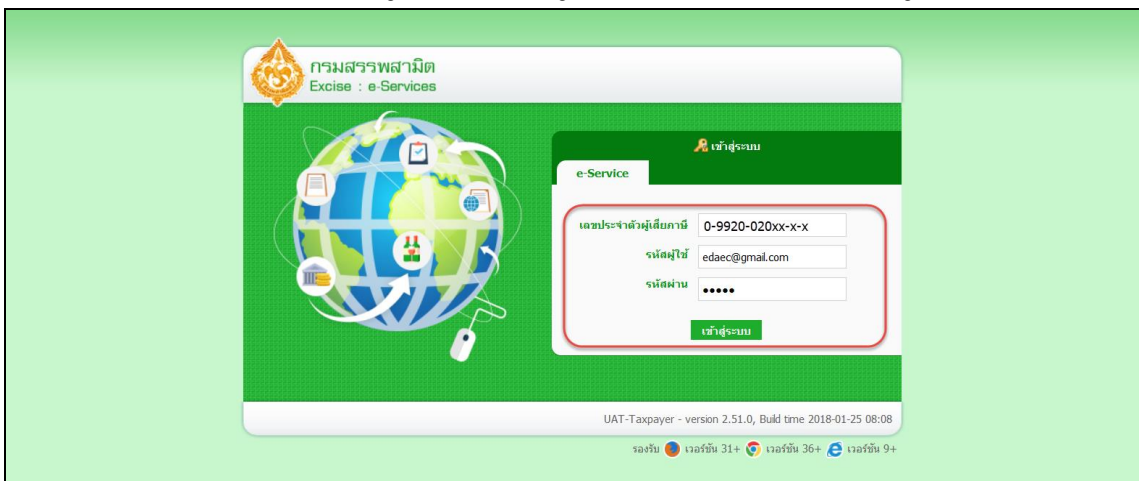 กรมสรรพสามิต
Excise : e-Services
เข้าสู่ระบบ
e-Service
เลขประจำตัวผู้เสียภาษี 0-9920-020xx-x-x
รหัสผู้ใช้ edaec@gmail.com
รหัสผ่าน •••••
เข้าสู่ระบบ
UAT-Taxpayer - version 2.51.0, Build time 2018-01-25 08:08
รองรับ เวอร์ชัน 31+ เวอร์ชัน 36+ เวอร์ชัน 9+